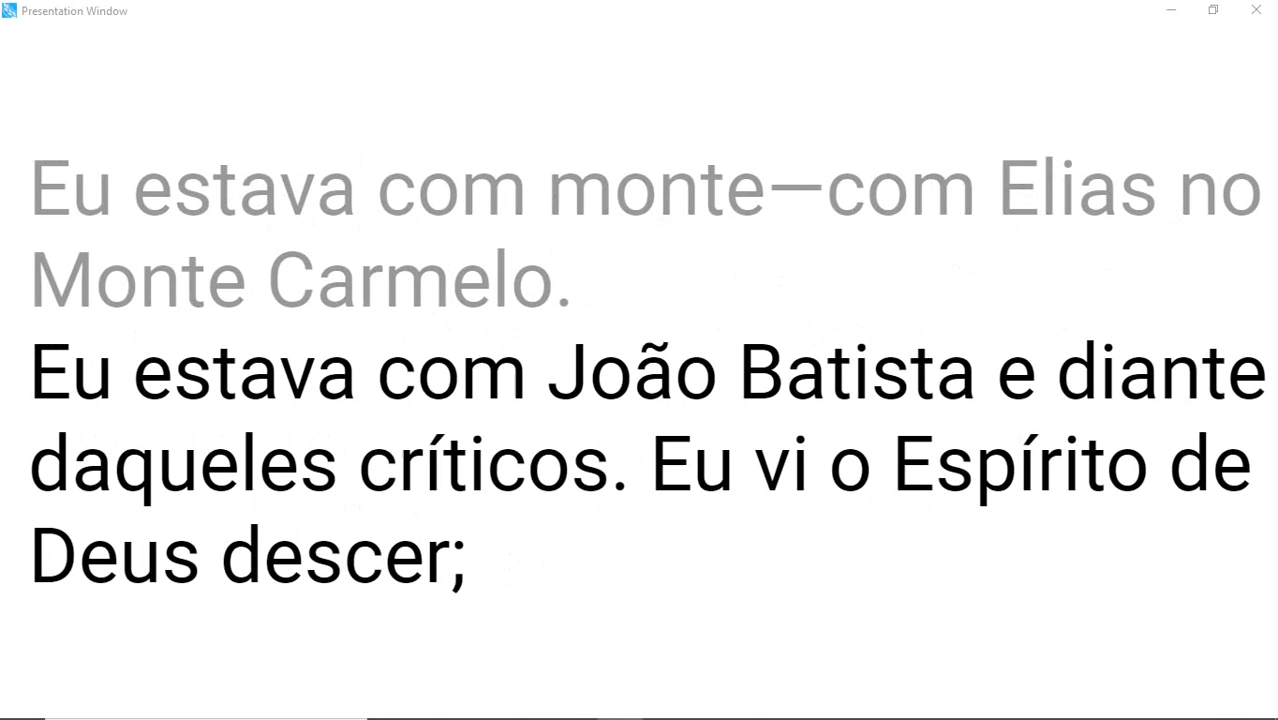 Presentation Window
Eu estava com monte—com Elias no
Monte Carmelo.
Eu estava com João Batista e diante
daqueles críticos. Eu vi o Espírito de
Deus descer;